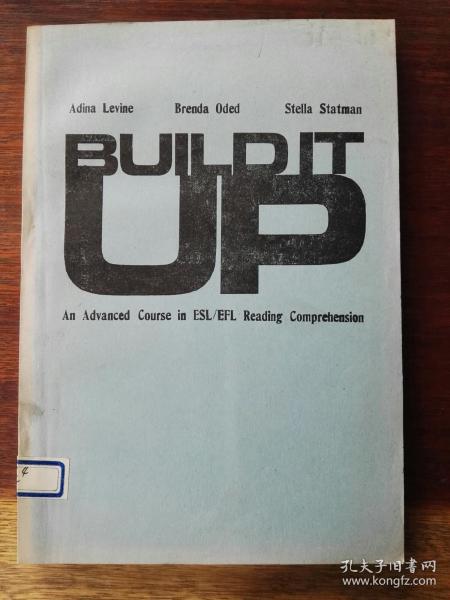 Adina Levine Brenda Oded Stella Statman
BUILD IT
UP
An Advanced Course in ESL/EFL Reading Comprehension
4
孔夫子旧书网
www.kongfz.com